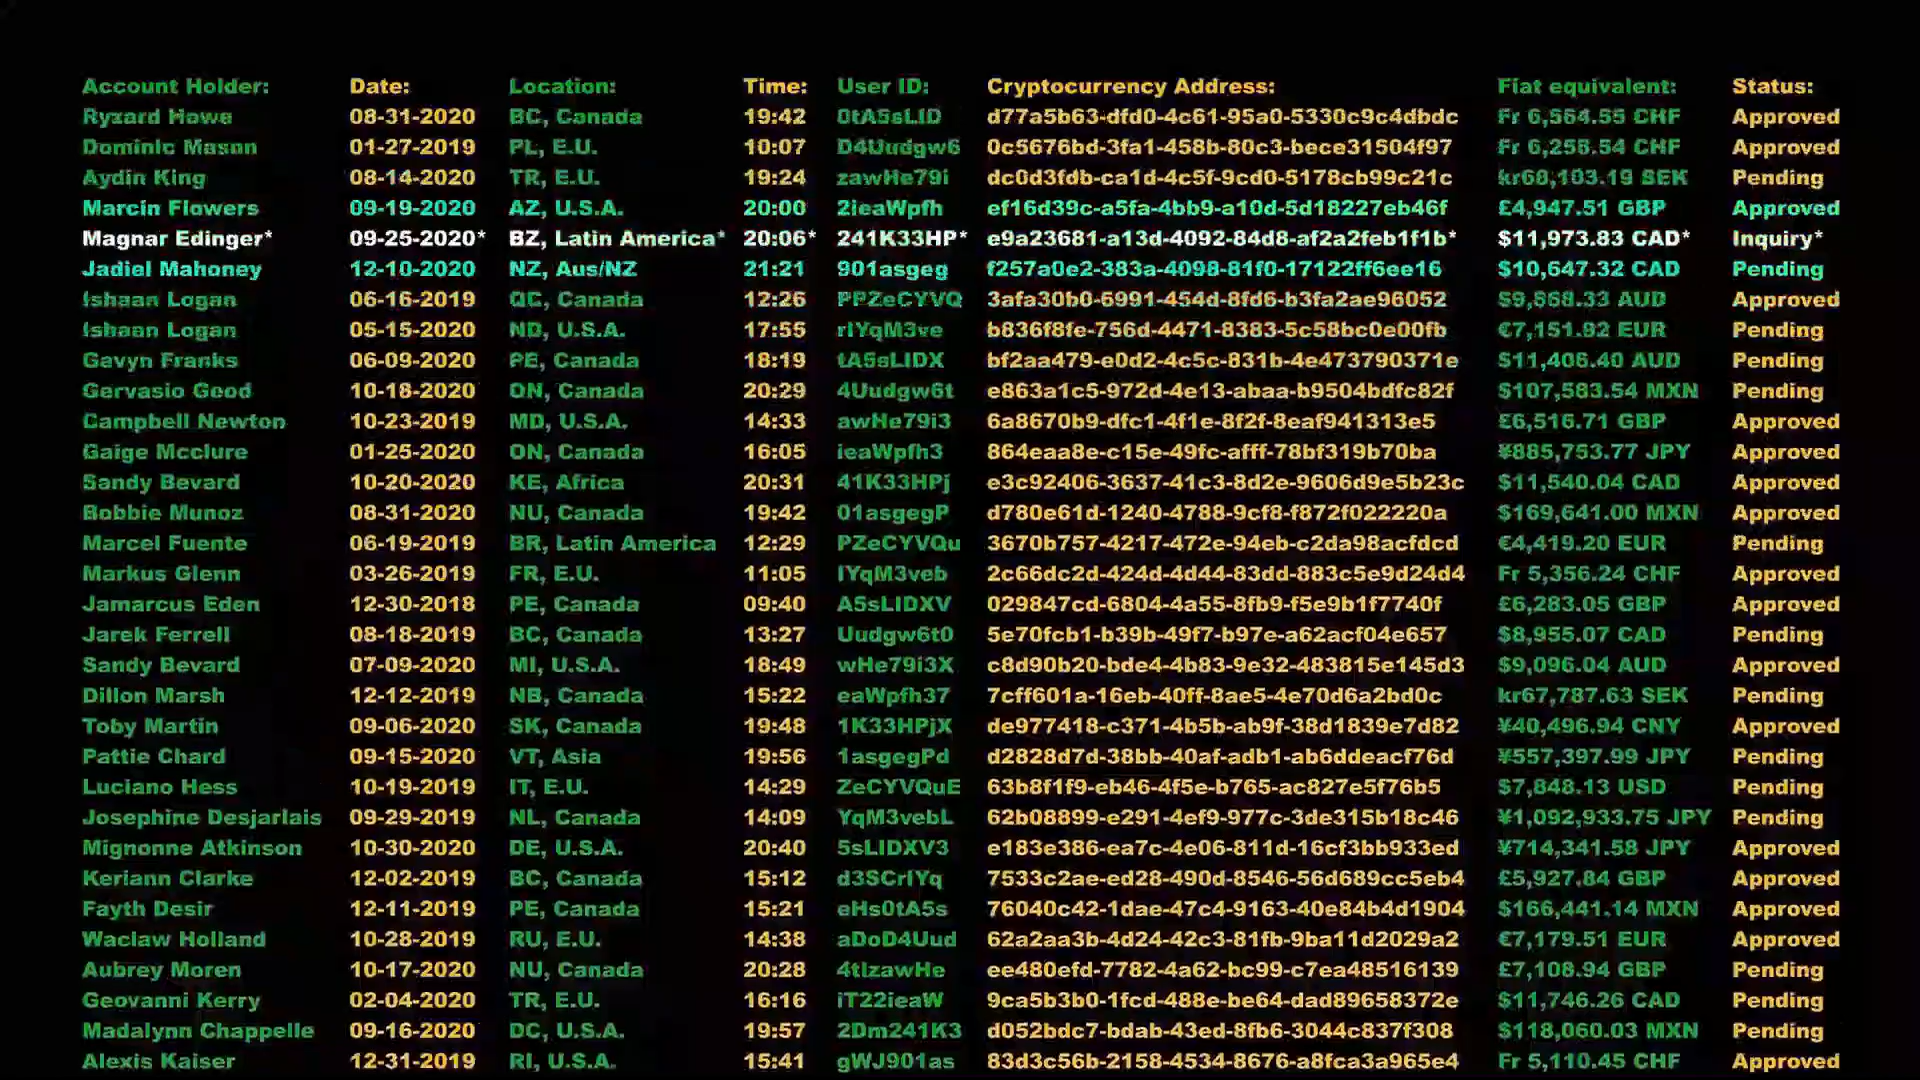 Account Holder: Date: Location: Time: User ID: Cryptocurrency Address: Fiat equivalent: Status:
Ryzard Howe 08-31-2020 BC, Canada 19:42 0tA5sLID d77a5b63-dfd0-4c61-95a0-5330c9c4dbdc Fr 6,564.55 CHF Approved
Dominic Mason 01-27-2019 PL, E.U. 10:07 D4Uudgw6 0c5676bd-3fa1-458b-80c3-bece31504f97 Fr 6,258.54 CHF Approved
Aydin King 08-14-2020 TR, E.U. 19:24 zawHe79i dc0d3fdb-ca1d-4c5f-9cd0-5178cb99c21c kr68,103.19 SEK Pending
Marcin Flowers 09-19-2020 AZ, U.S.A. 20:00 2ieaWpfh ef16d39c-a5fa-4bb9-a10d-5d18227eb46f £4,947.51 GBP Approved
Magnar Edinger* 09-25-2020* BZ, Latin America* 20:06* 241K33HP* e9a23681-a13d-4092-84d8-af2a2feb1f1b* $11,973.83 CAD* Inquiry*
Jadiel Mahoney 12-10-2020 NZ, Aus/NZ 21:21 901asgeg f257a0e2-383a-4098-81f0-17122ff6ee16 $10,647.32 CAD Pending
Ishaan Logan 06-16-2019 QC, Canada 12:26 PPZeCYVQ 3afa30b0-6991-454d-8fd6-b3fa2ae96052 $9,868.33 AUD Approved
Ishaan Logan 05-15-2020 ND, U.S.A. 17:55 rIYqM3ve b836f8fe-756d-4471-8383-5c58bc0e00fb €7,151.92 EUR Pending
Gavyn Franks 06-09-2020 PE, Canada 18:19 tA5sLIDX bf2aa479-e0d2-4c5c-831b-4e473790371e $11,406.40 AUD Pending
Gervasio Good 10-18-2020 ON, Canada 20:29 4Uudgw6t e863a1c5-972d-4e13-abaa-b9504bdfc82f $107,583.54 MXN Pending
Campbell Newton 10-23-2019 MD, U.S.A. 14:33 awHe79i3 6a8670b9-dfc1-4f1e-8f2f-8eaf941313e5 £6,516.71 GBP Approved
Gaige Mcclure 01-25-2020 ON, Canada 16:05 ieaWpfh3 864eaa8e-c15e-49fc-afff-78bf319b70ba ¥885,753.77 JPY Approved
Sandy Bevard 10-20-2020 KE, Africa 20:31 41K33HPj e3c92406-3637-41c3-8d2e-9606d9e5b23c $11,540.04 CAD Approved
Bobbie Munoz 08-31-2020 NU, Canada 19:42 01asgegP d780e61d-1240-4788-9cf8-f872f022220a $169,641.00 MXN Approved
Marcel Fuente 06-19-2019 BR, Latin America 12:29 PZeCYVQu 3670b757-4217-472e-94eb-c2da98acfdcd €4,419.20 EUR Pending
Markus Glenn 03-26-2019 FR, E.U. 11:05 IYqM3veb 2c66dc2d-424d-4d44-83dd-883c5e9d24d4 Fr 5,356.24 CHF Approved
Jamarcus Eden 12-30-2018 PE, Canada 09:40 A5sLIDXV 029847cd-6804-4a55-8fb9-f5e9b1f7740f £6,283.05 GBP Approved
Jarek Ferrell 08-18-2019 BC, Canada 13:27 Uudgw6t0 5e70fcb1-b39b-49f7-b97e-a62acf04e657 $8,955.07 CAD Pending
Sandy Bevard 07-09-2020 MI, U.S.A. 18:49 wHe79i3X c8d90b20-bde4-4b83-9e32-483815e145d3 $9,096.04 AUD Approved
Dillon Marsh 12-12-2019 NB, Canada 15:22 eaWpfh37 7cff601a-16eb-40ff-8ae5-4e70d6a2bd0c kr67,787.63 SEK Pending
Toby Martin 09-06-2020 SK, Canada 19:48 1K33HPjX de977418-c371-4b5b-ab9f-38d1839e7d82 ¥40,496.94 CNY Approved
Pattie Chard 09-15-2020 VT, Asia 19:56 1asgegPd d2828d7d-38bb-40af-adb1-ab6ddeacf76d ¥557,397.99 JPY Pending
Luciano Hess 10-19-2019 IT, E.U. 14:29 ZeCYVQuE 63b8f1f9-eb46-4f5e-b765-ac827e5f76b5 $7,848.13 USD Pending
Josephine Desjarlais 09-29-2019 NL, Canada 14:09 YqM3vebL 62b08899-e291-4ef9-977c-3de315b18c46 ¥1,092,933.75 JPY Pending
Mignonne Atkinson 10-30-2020 DE, U.S.A. 20:40 5sLIDXV3 e183e386-ea7c-4e06-811d-16cf3bb933ed ¥714,341.58 JPY Approved
Keriann Clarke 12-02-2019 BC, Canada 15:12 d3SCrIYq 7533c2ae-ed28-490d-8546-56d689cc5eb4 £5,927.84 GBP Approved
Fayth Desir 12-11-2019 PE, Canada 15:21 eHs0tA5s 76040c42-1dae-47c4-9163-40e84b4d1904 $166,441.14 MXN Approved
Waclaw Holland 10-28-2019 RU, E.U. 14:38 aDoD4Uud 62a2aa3b-4d24-42c3-81fb-9ba11d2029a2 €7,179.51 EUR Approved
Aubrey Moren 10-17-2020 NU, Canada 20:28 4tIzawHe ee480efd-7782-4a62-bc99-c7ea48516139 £7,108.94 GBP Pending
Geovanni Kerry 02-04-2020 TR, E.U. 16:16 iT22ieaW 9ca5b3b0-1fcd-488e-be64-dad89658372e $11,746.26 CAD Pending
Madalynn Chappelle 09-16-2020 DC, U.S.A. 19:57 2Dm241K3 d052bdc7-bdab-43ed-8fb6-3044c837f308 $118,060.03 MXN Pending
Alexis Kaiser 12-31-2019 RI, U.S.A. 15:41 gWJ901as 83d3c56b-2158-4534-8676-a8fca3a965e4 Fr 5,110.45 CHF Approved